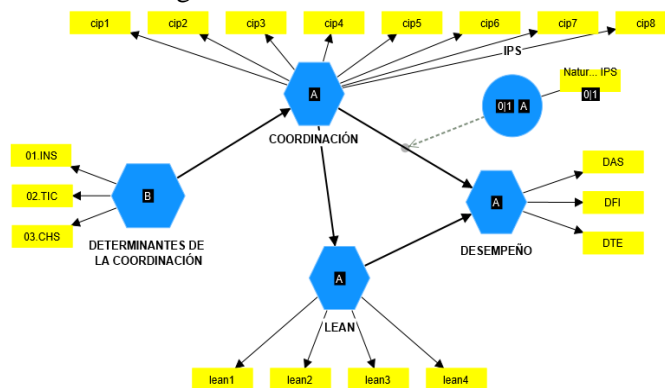 cip1
cip2
cip3
cip4
cip5
cip6
cip7
cip8
IPS
Natur... IPS
0|1
0|1 A
A
COORDINACIÓN
01.INS
02.TIC
03.CHS
B
DETERMINANTES DE
LA COORDINACIÓN
A
DESEMPEÑO
DAS
DFI
DTE
A
LEAN
lean1
lean2
lean3
lean4